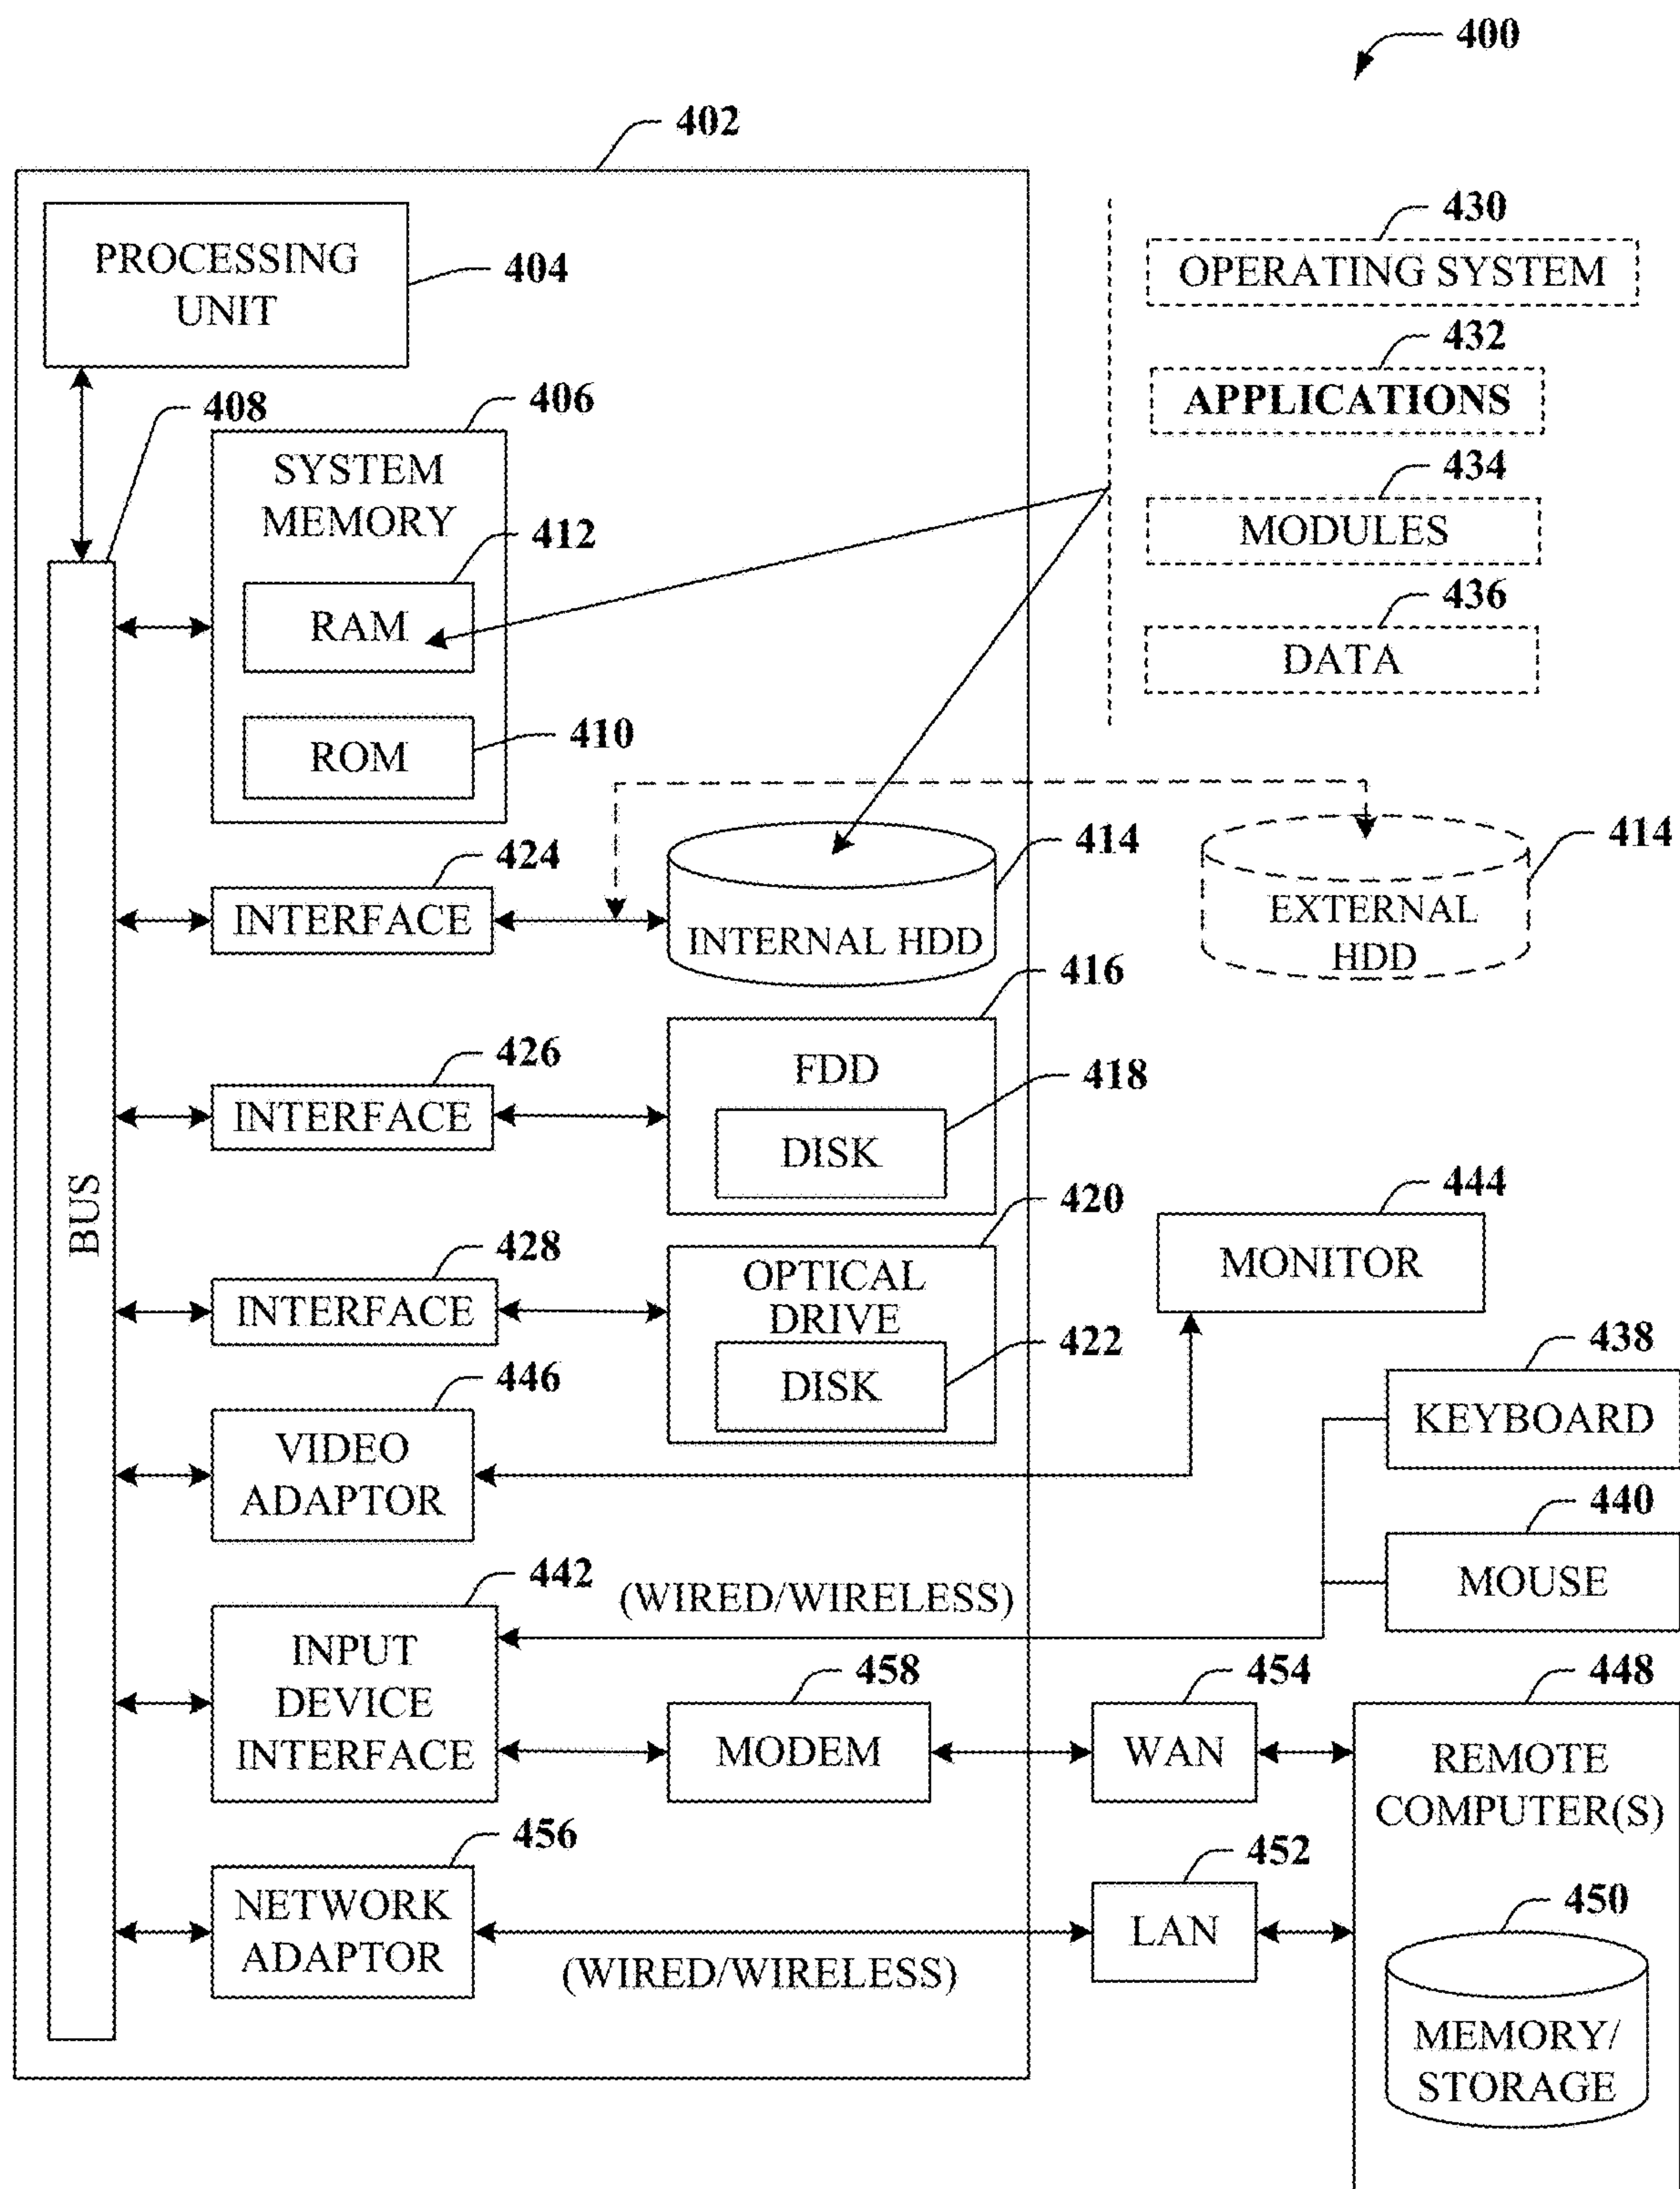 400
402
PROCESSING
UNIT
404
430
OPERATING SYSTEM
432
APPLICATIONS
434
MODULES
436
DATA
408
406
SYSTEM
MEMORY
412
RAM
410
ROM
BUS
424
INTERFACE
414
INTERNAL HDD
414
EXTERNAL
HDD
426
INTERFACE
416
FDD
418
DISK
428
INTERFACE
420
OPTICAL
DRIVE
422
DISK
444
MONITOR
446
VIDEO
ADAPTOR
438
KEYBOARD
440
MOUSE
442
INPUT
DEVICE
INTERFACE
(WIRED/WIRELESS)
458
MODEM
454
WAN
448
REMOTE
COMPUTER(S)
456
NETWORK
ADAPTOR
(WIRED/WIRELESS)
452
LAN
450
MEMORY/
STORAGE